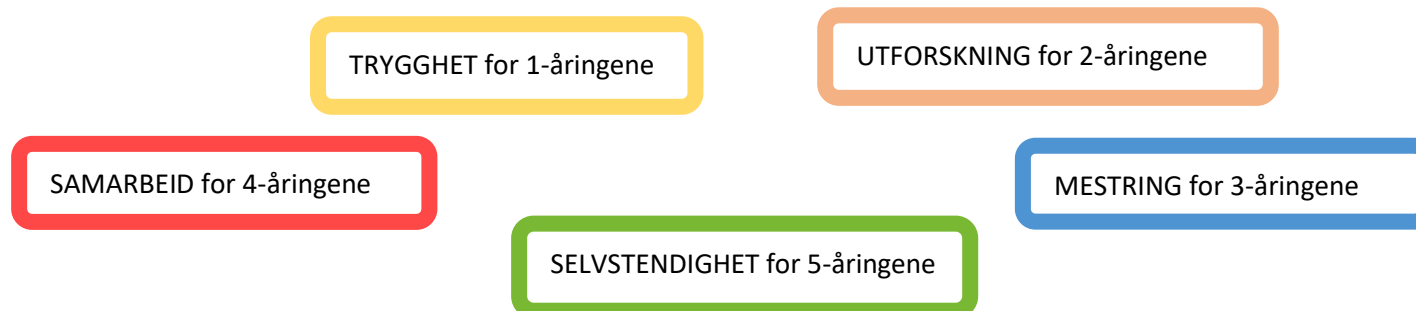 TRYGGHET for 1-åringene
UTFORSKNING for 2-åringene
SAMARBEID for 4-åringene
MESTRING for 3-åringene
SELVSTENDIGHET for 5-åringene